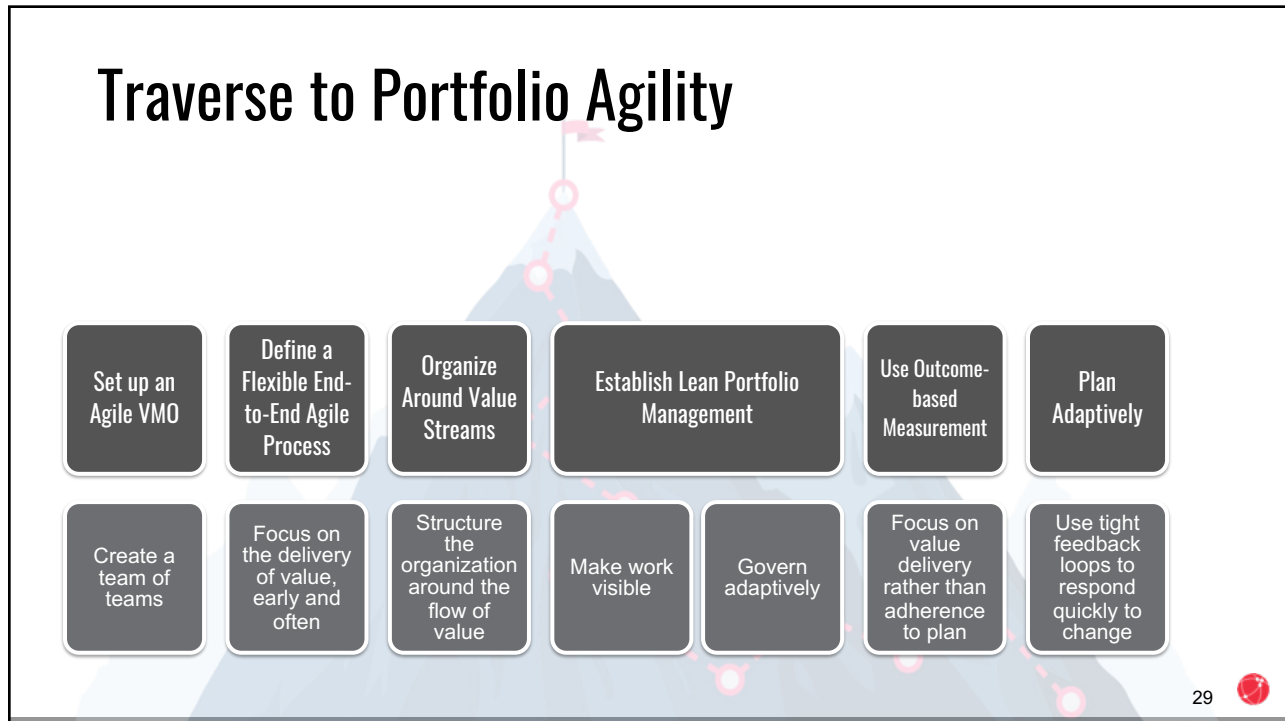 Traverse to Portfolio Agility
Set up an
Agile VMO
Define a
Flexible End-
to-End Agile
Process
Organize
Around Value
Streams
Establish Lean Portfolio
Management
Use Outcome-
based
Measurement
Plan
Adaptively
Create a
team of
teams
Focus on
the delivery
of value,
early and
often
Structure
the
organization
around the
flow of
value
Make work
visible
Govern
adaptively
Focus on
value
delivery
rather than
adherence
to plan
Use tight
feedback
loops to
respond
quickly to
change
29